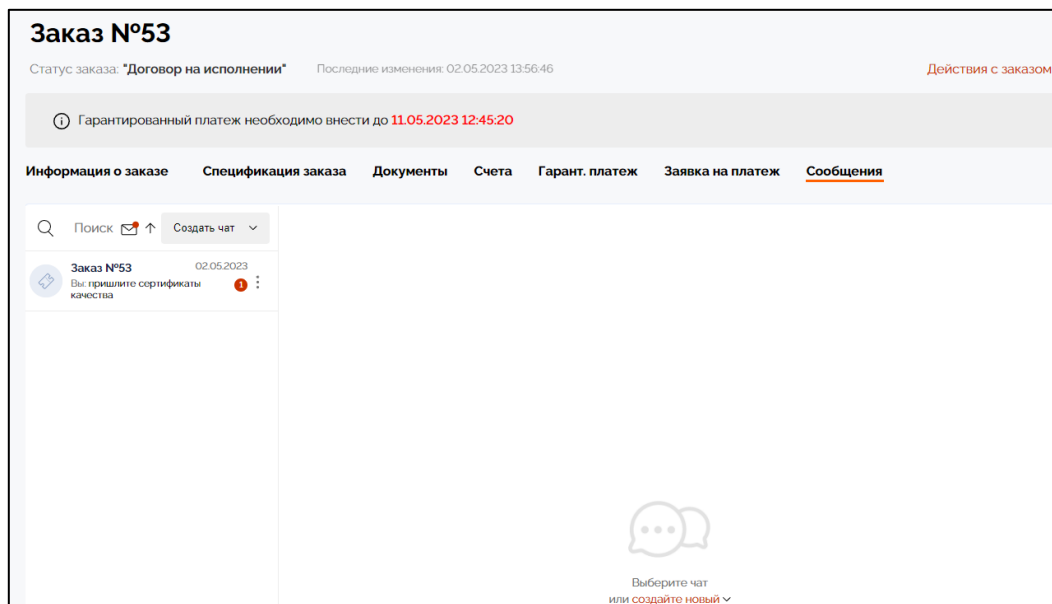 Заказ №53
Статус заказа: "Договор на исполнении" Последние изменения: 02.05.2023 13:56:46 Действия с заказом
Гарантированный платеж необходимо внести до 11.05.2023 12:45:20
Информация о заказе Спецификация заказа Документы Счета Гарант. платеж Заявка на платеж Сообщения
Поиск Создать чат
Заказ №53 02.05.2023
Вы: пришлите сертификаты 1
качества
Выберите чат
или создайте новый